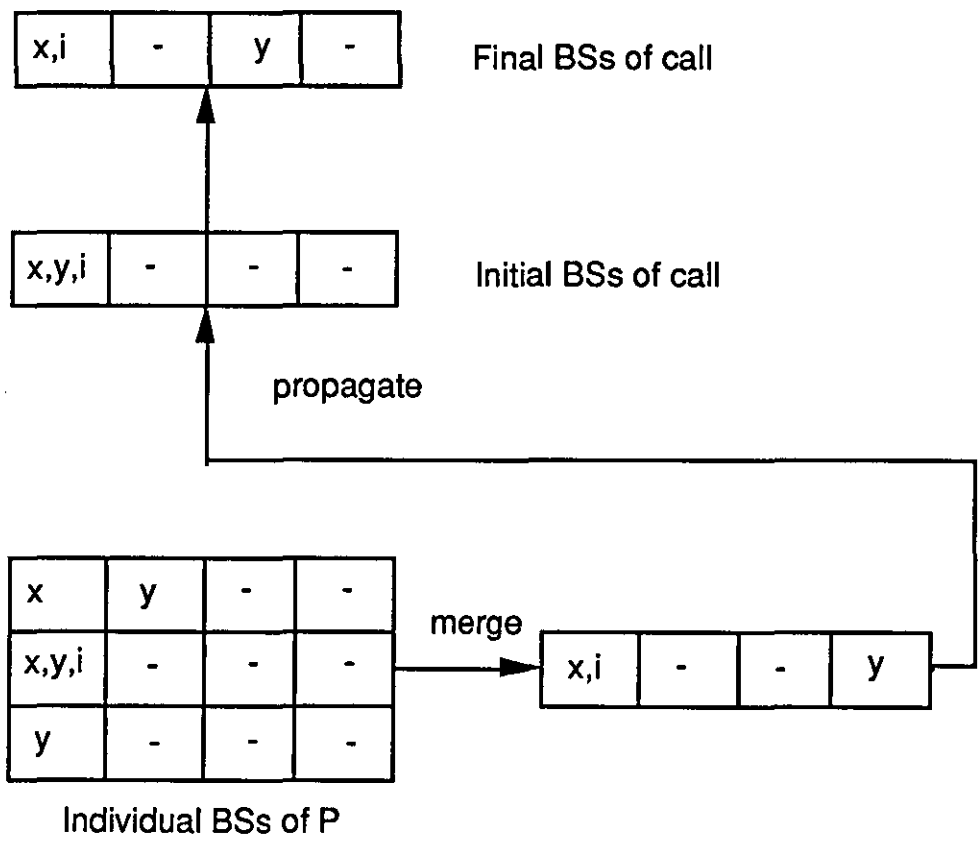 x,i - y -
Final BSs of call
x,y,i - - -
Initial BSs of call
propagate
x y - -
x,y,i - - -
y - - -
merge
x,i - - y
Individual BSs of P